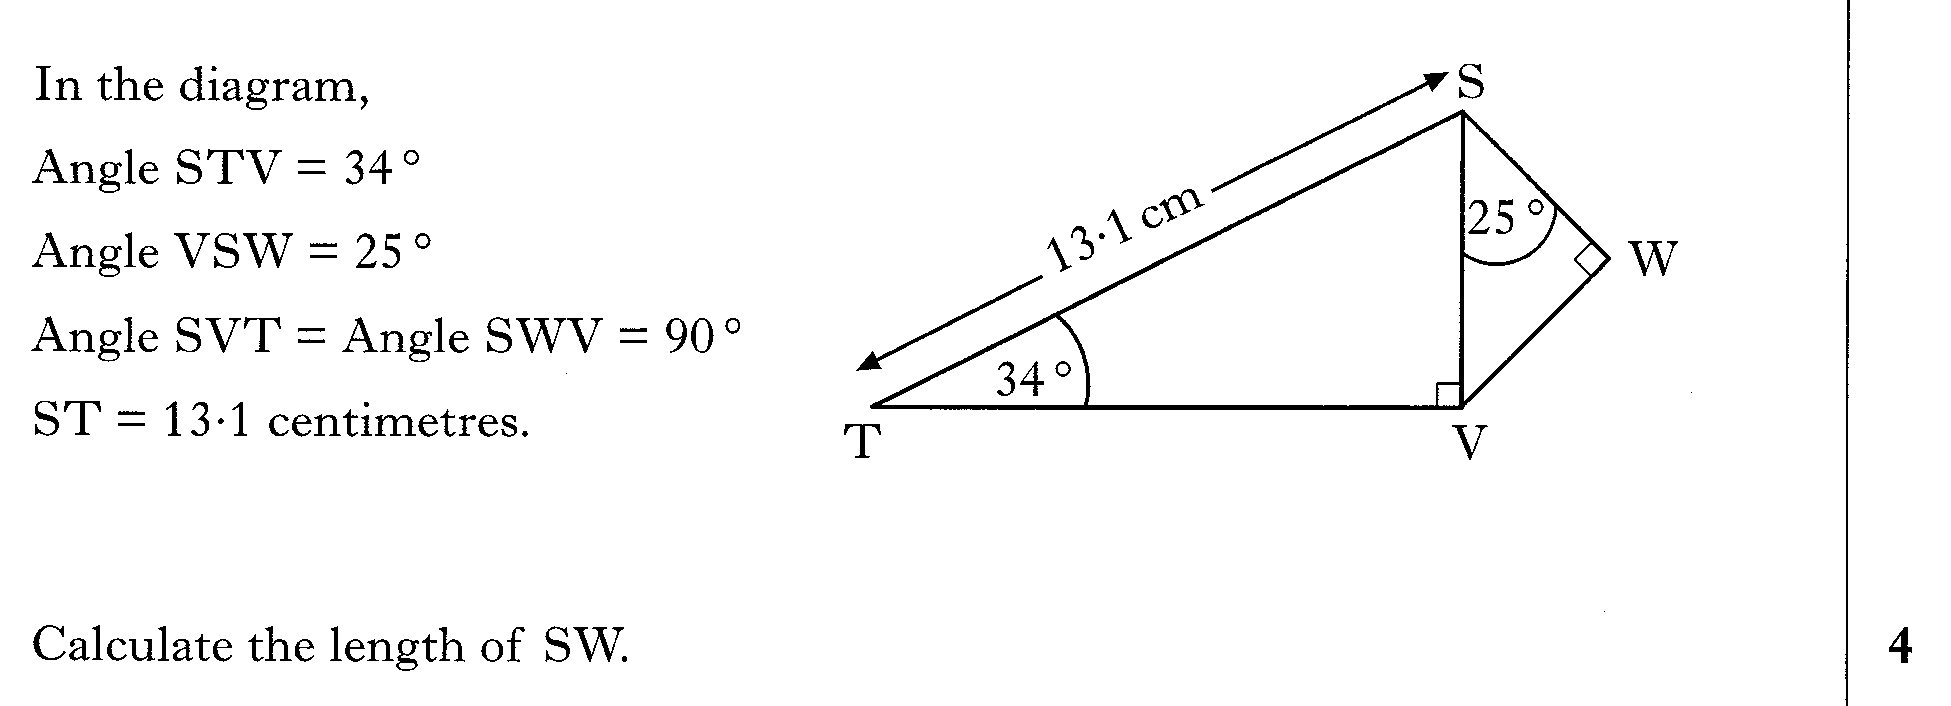 In the diagram,
Angle STV = 34°
Angle VSW = 25°
Angle SVT = Angle SWV = 90°
ST = 13·1 centimetres.
S
13·1 cm
25°
W
34°
T
V
Calculate the length of SW.
4